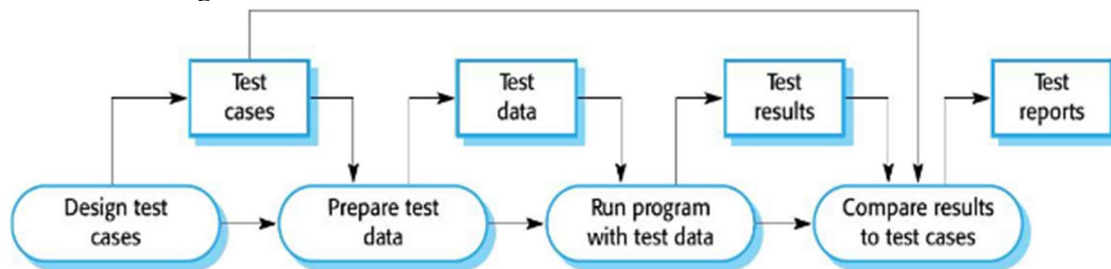 Test
cases
Test
data
Test
results
Test
reports
Design test
cases
Prepare test
data
Run program
with test data
Compare results
to test cases